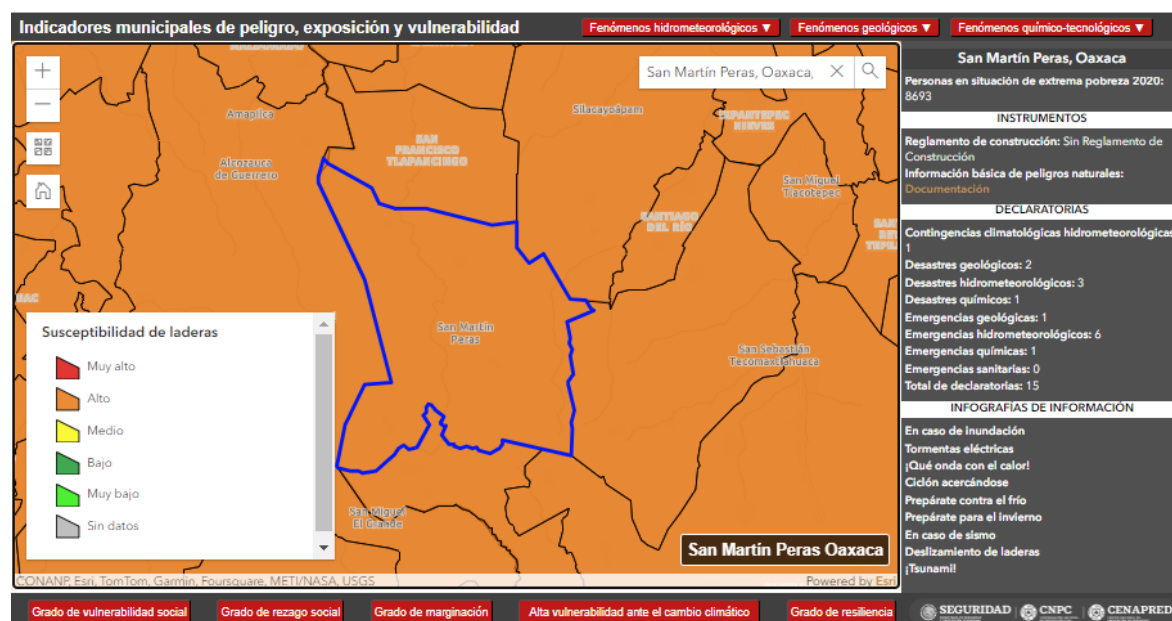 Indicadores municipales de peligro, exposición y vulnerabilidad
Fenómenos hidrometeorológicos ▼
Fenómenos geológicos ▼
Fenómenos químico-tecnológicos ▼
San Martín Peras, Oaxaca,
Amapilca
Silacayoápam
SAN
FRANCISCO
TLAPANCINGO
Alcozauca
de Guerrero
San Miguel
Tlacotepec
SANTIAGO
DEL RÍO
San Martín
Peras
San Sebastián
Tecomaxtlahuaca
San Miguel
El Grande
Susceptibilidad de laderas
Muy alto
Alto
Medio
Bajo
Muy bajo
Sin datos
San Martín Peras Oaxaca
CONANP, Esri, TomTom, Garmin, Foursquare, METI/NASA, USGS
Powered by Esri
San Martín Peras, Oaxaca
Personas en situación de extrema pobreza 2020:
8693
INSTRUMENTOS
Reglamento de construcción: Sin Reglamento de
Construcción
Información básica de peligros naturales:
Documentación
DECLARATORIAS
Contingencias climatológicas hidrometeorológicas:
1
Desastres geológicos: 2
Desastres hidrometeorológicos: 3
Desastres químicos: 1
Emergencias geológicas: 1
Emergencias hidrometeorológicos: 6
Emergencias químicas: 1
Emergencias sanitarias: 0
Total de declaratorias: 15
INFOGRAFÍAS DE INFORMACIÓN
En caso de inundación
Tormentas eléctricas
¡Qué onda con el calor!
Ciclón acercándose
Prepárate contra el frío
Prepárate para el invierno
En caso de sismo
Deslizamiento de laderas
¡Tsunami!
Grado de vulnerabilidad social
Grado de rezago social
Grado de marginación
Alta vulnerabilidad ante el cambio climático
Grado de resiliencia
SEGURIDAD
CNPC
CENAPRED